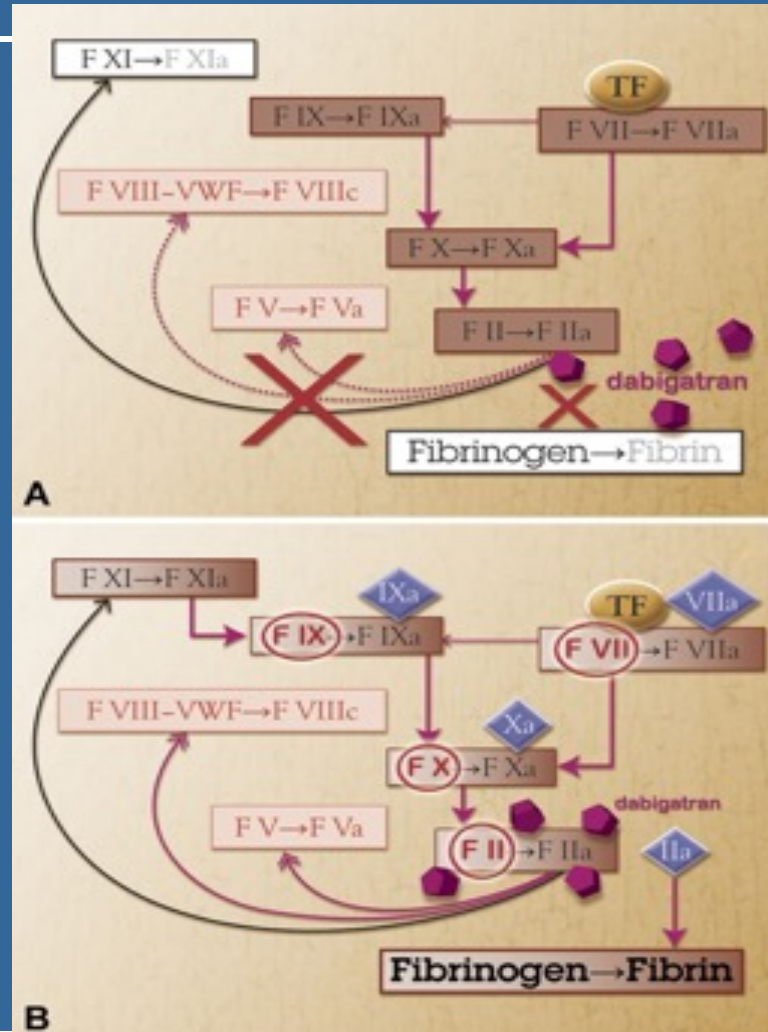 F XI→F XIa
TF
F IX→F IXa
F VII→F VIIa
F VIII–VWF→F VIIIc
F X→F Xa
F V→F Va
F II→F IIa
dabigatran
Fibrinogen→Fibrin
A
F XI→F XIa
IXa
TF
VIIa
F IX→F IXa
F VII→F VIIa
F VIII–VWF→F VIIIc
Xa
F X→F Xa
dabigatran
F V→F Va
F II→F IIa
IIa
Fibrinogen→Fibrin
B